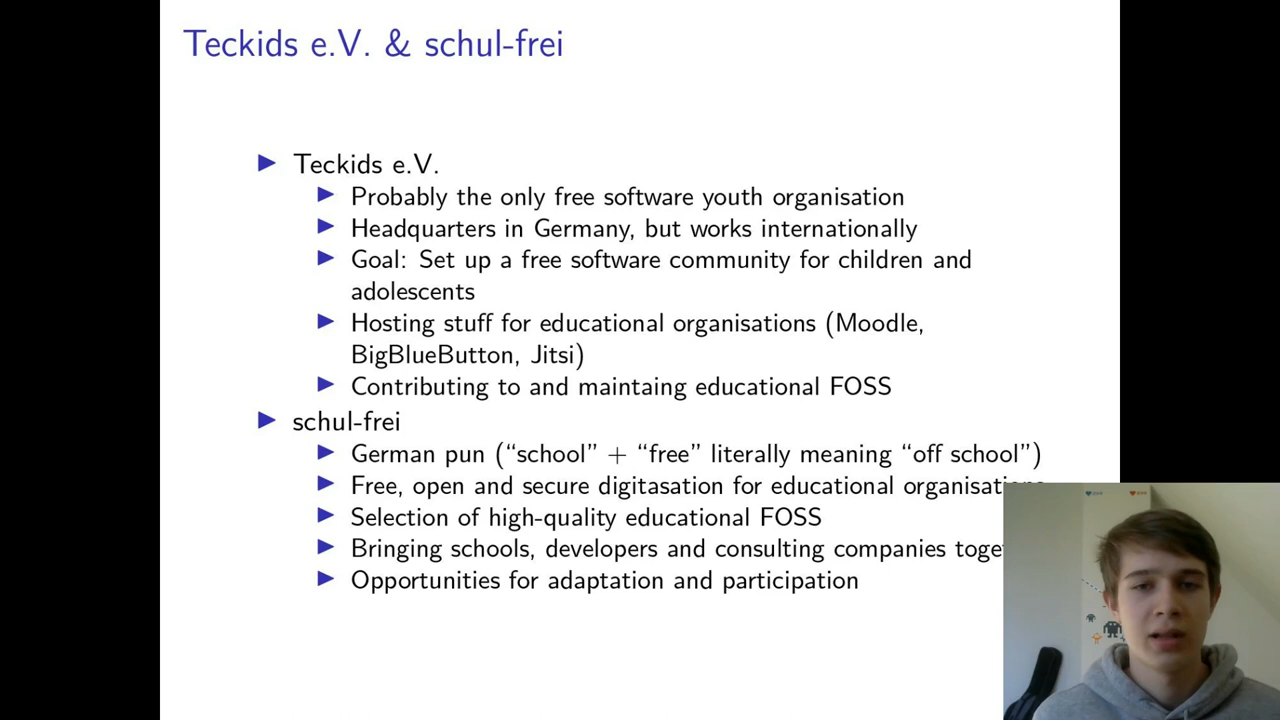 Teckids e.V. & schul-frei
Teckids e.V.
Probably the only free software youth organisation
Headquarters in Germany, but works internationally
Goal: Set up a free software community for children and
adolescents
Hosting stuff for educational organisations (Moodle,
BigBlueButton, Jitsi)
Contributing to and maintaing educational FOSS
schul-frei
German pun (“school” + “free” literally meaning “off school”)
Free, open and secure digitasation for educational
Selection of high-quality educational FOSS
Bringing schools, developers and consulting companies
Opportunities for adaptation and participation